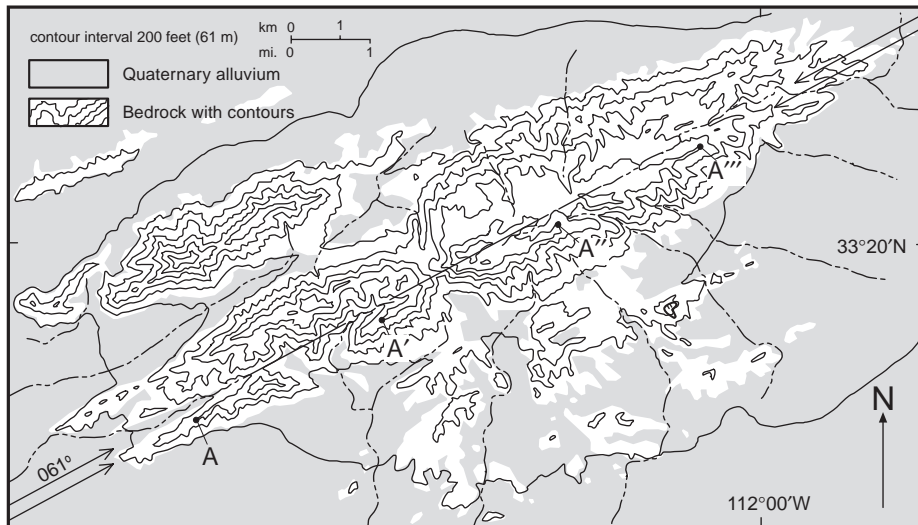 contour interval 200 feet (61 m)
km 0 1
mi. 0 1
Quaternary alluvium
Bedrock with contours
A′′′
A′′
33°20′N
A′
A
N
061°
112°00′W